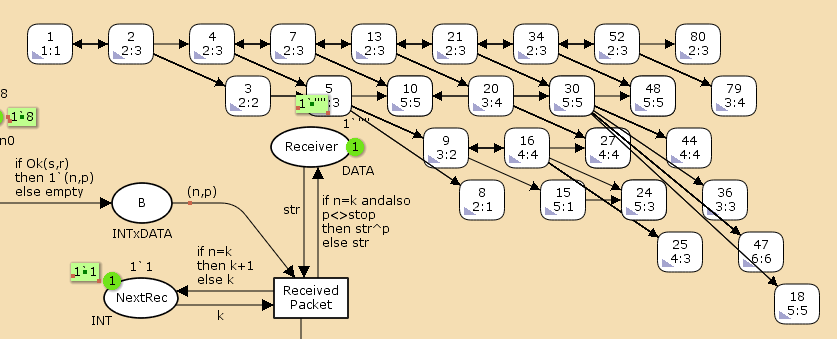 1
1:1
2
2:3
4
2:3
7
2:3
13
2:3
21
2:3
34
2:3
52
2:3
80
2:3
3
2:2
5
:3
1`""
10
5:5
20
3:4
30
5:5
48
5:5
79
3:4
8
1`8
n0
1`""
Receiver
1
DATA
9
3:2
16
4:4
27
4:4
44
4:4
if Ok(s,r)
then 1`(n,p)
else empty
B
(n,p)
INTxDATA
str
if n=k andalso
p<>stop
then str^p
else str
8
2:1
15
5:1
24
5:3
36
3:3
25
4:3
47
6:6
18
5:5
if n=k
then k+1
else k
1`1
1`1
1
NextRec
INT
k
Received
Packet